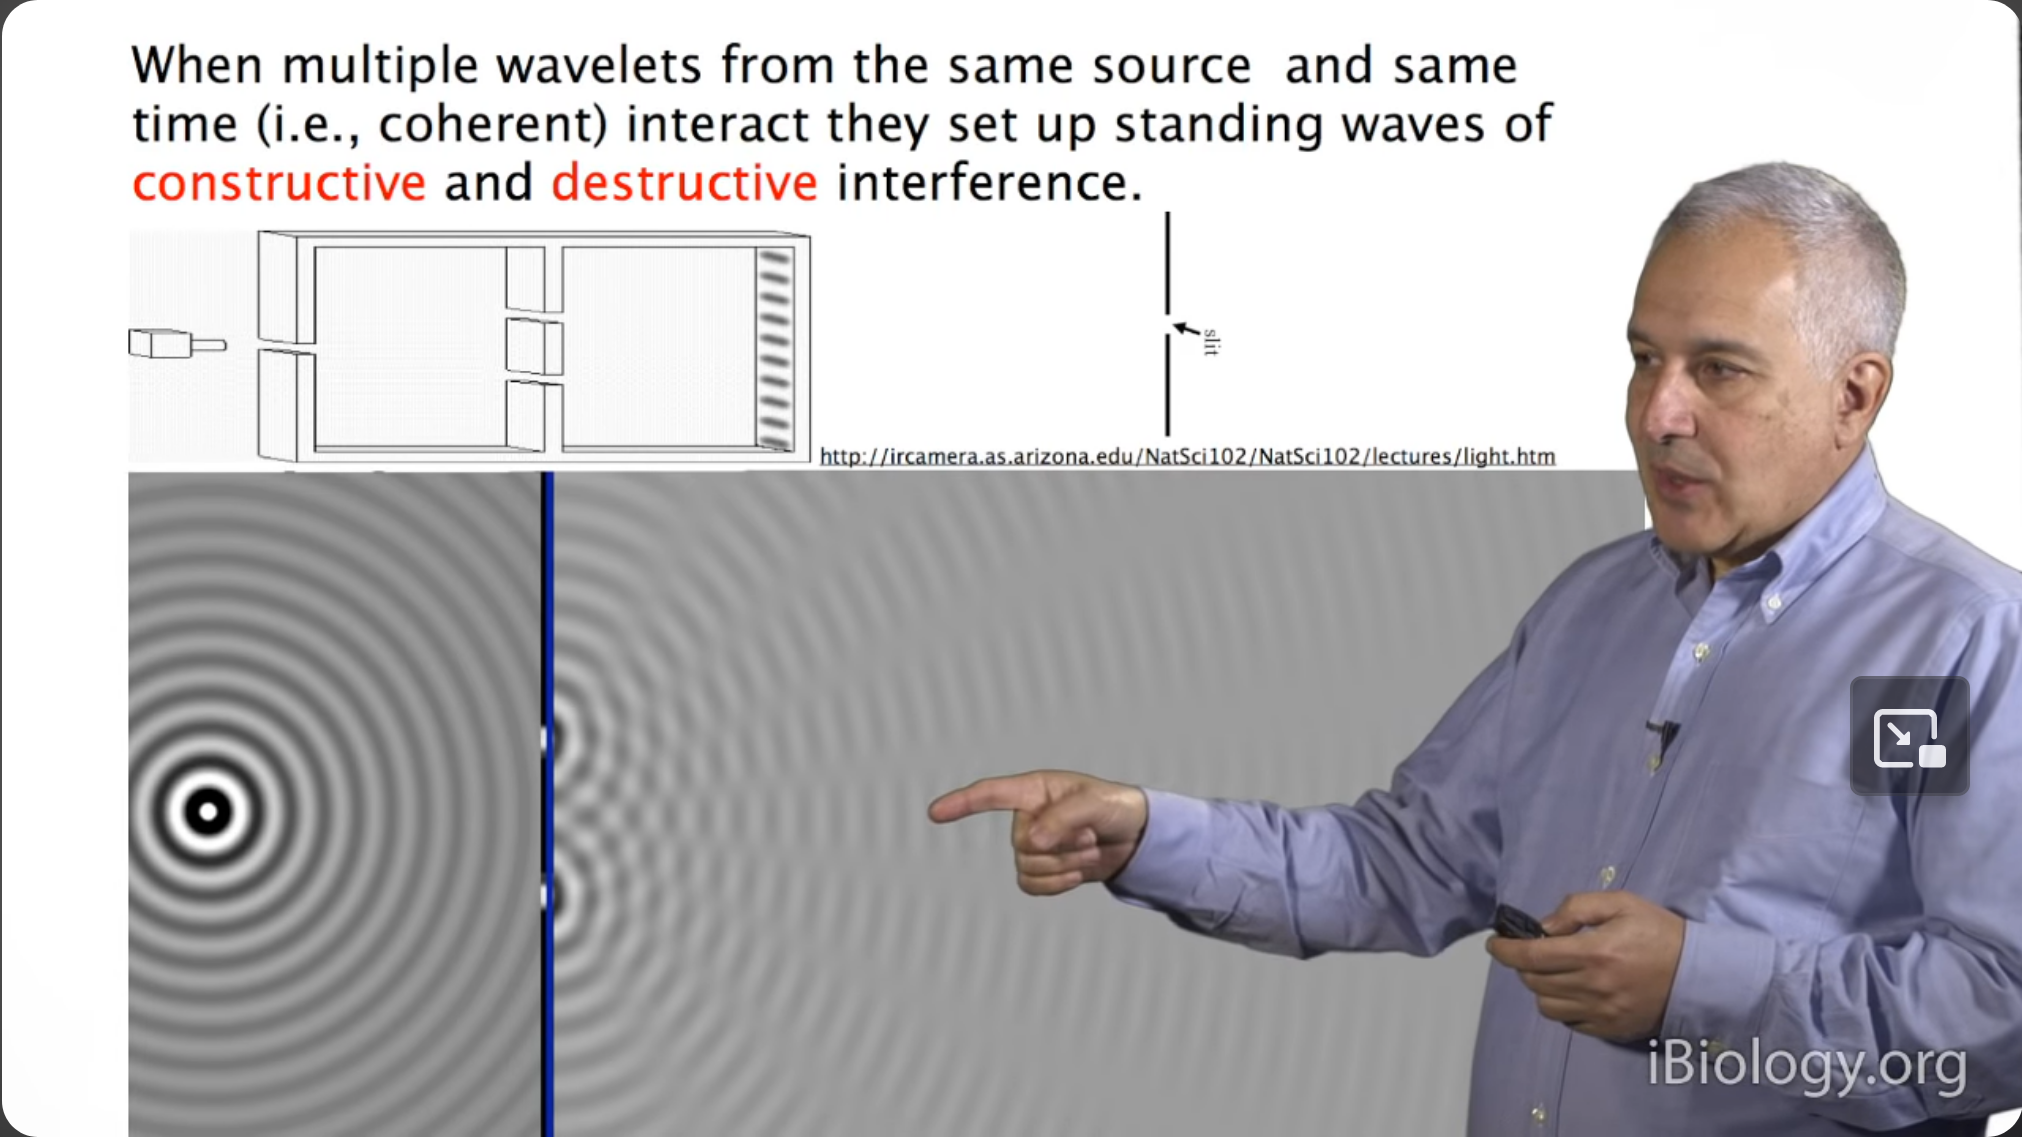 When multiple wavelets from the same source  and same
time (i.e., coherent) interact they set up standing waves of
constructive and destructive interference.
slit
http://ircamera.as.arizona.edu/NatSci102/NatSci102/lectures/light.htm
iBiology.org